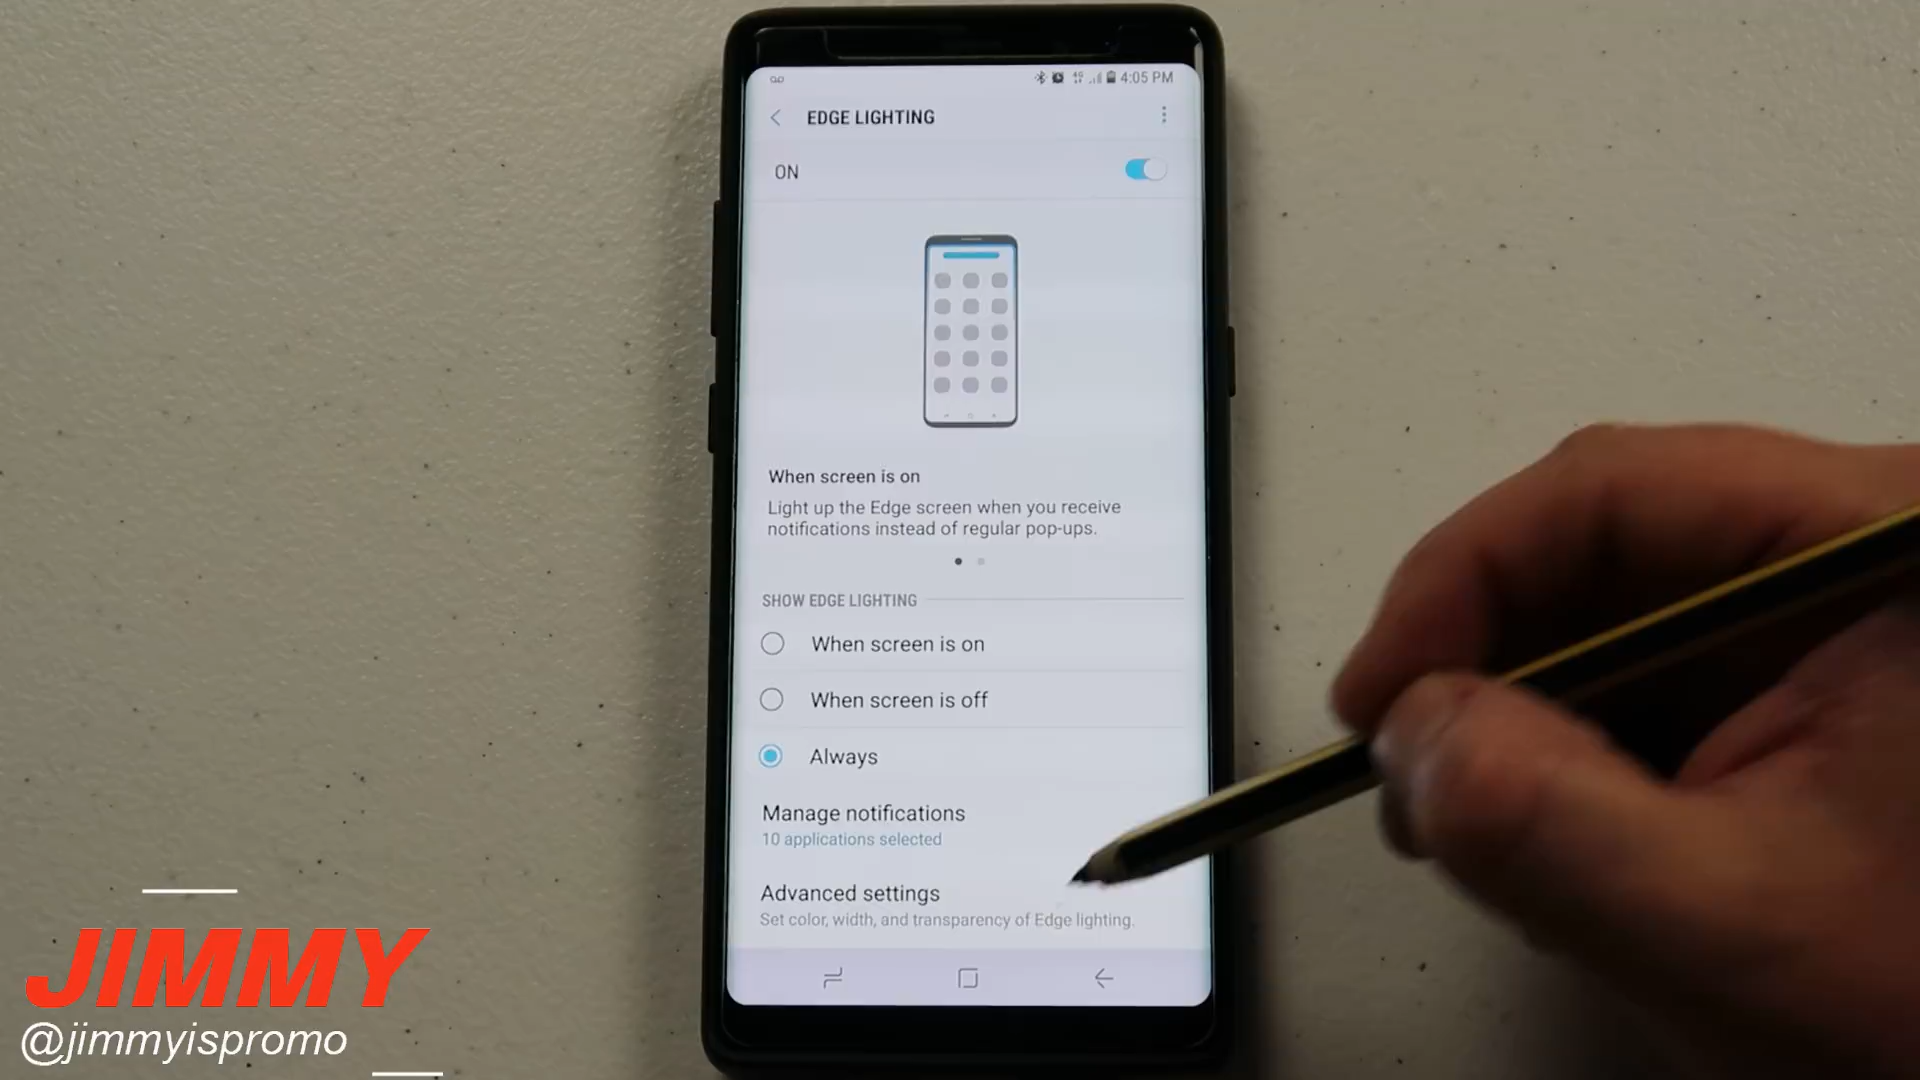 4G 4:05 PM
EDGE LIGHTING
ON
When screen is on
Light up the Edge screen when you receive
notifications instead of regular pop-ups.
SHOW EDGE LIGHTING
When screen is on
When screen is off
Always
Manage notifications
10 applications selected
Advanced settings
Set color, width, and transparency of Edge lighting.
JIMMY
@jimmyispromo